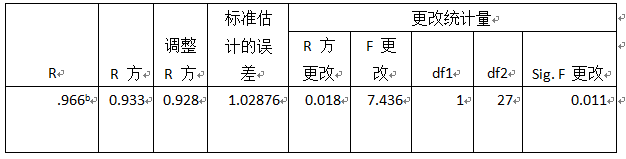 标准估计的误差 更改统计量
R R 方 调整 R 方 R 方更改 F 更改 df1 df2 Sig. F 更改
.966b 0.933 0.928 1.02876 0.018 7.436 1 27 0.011